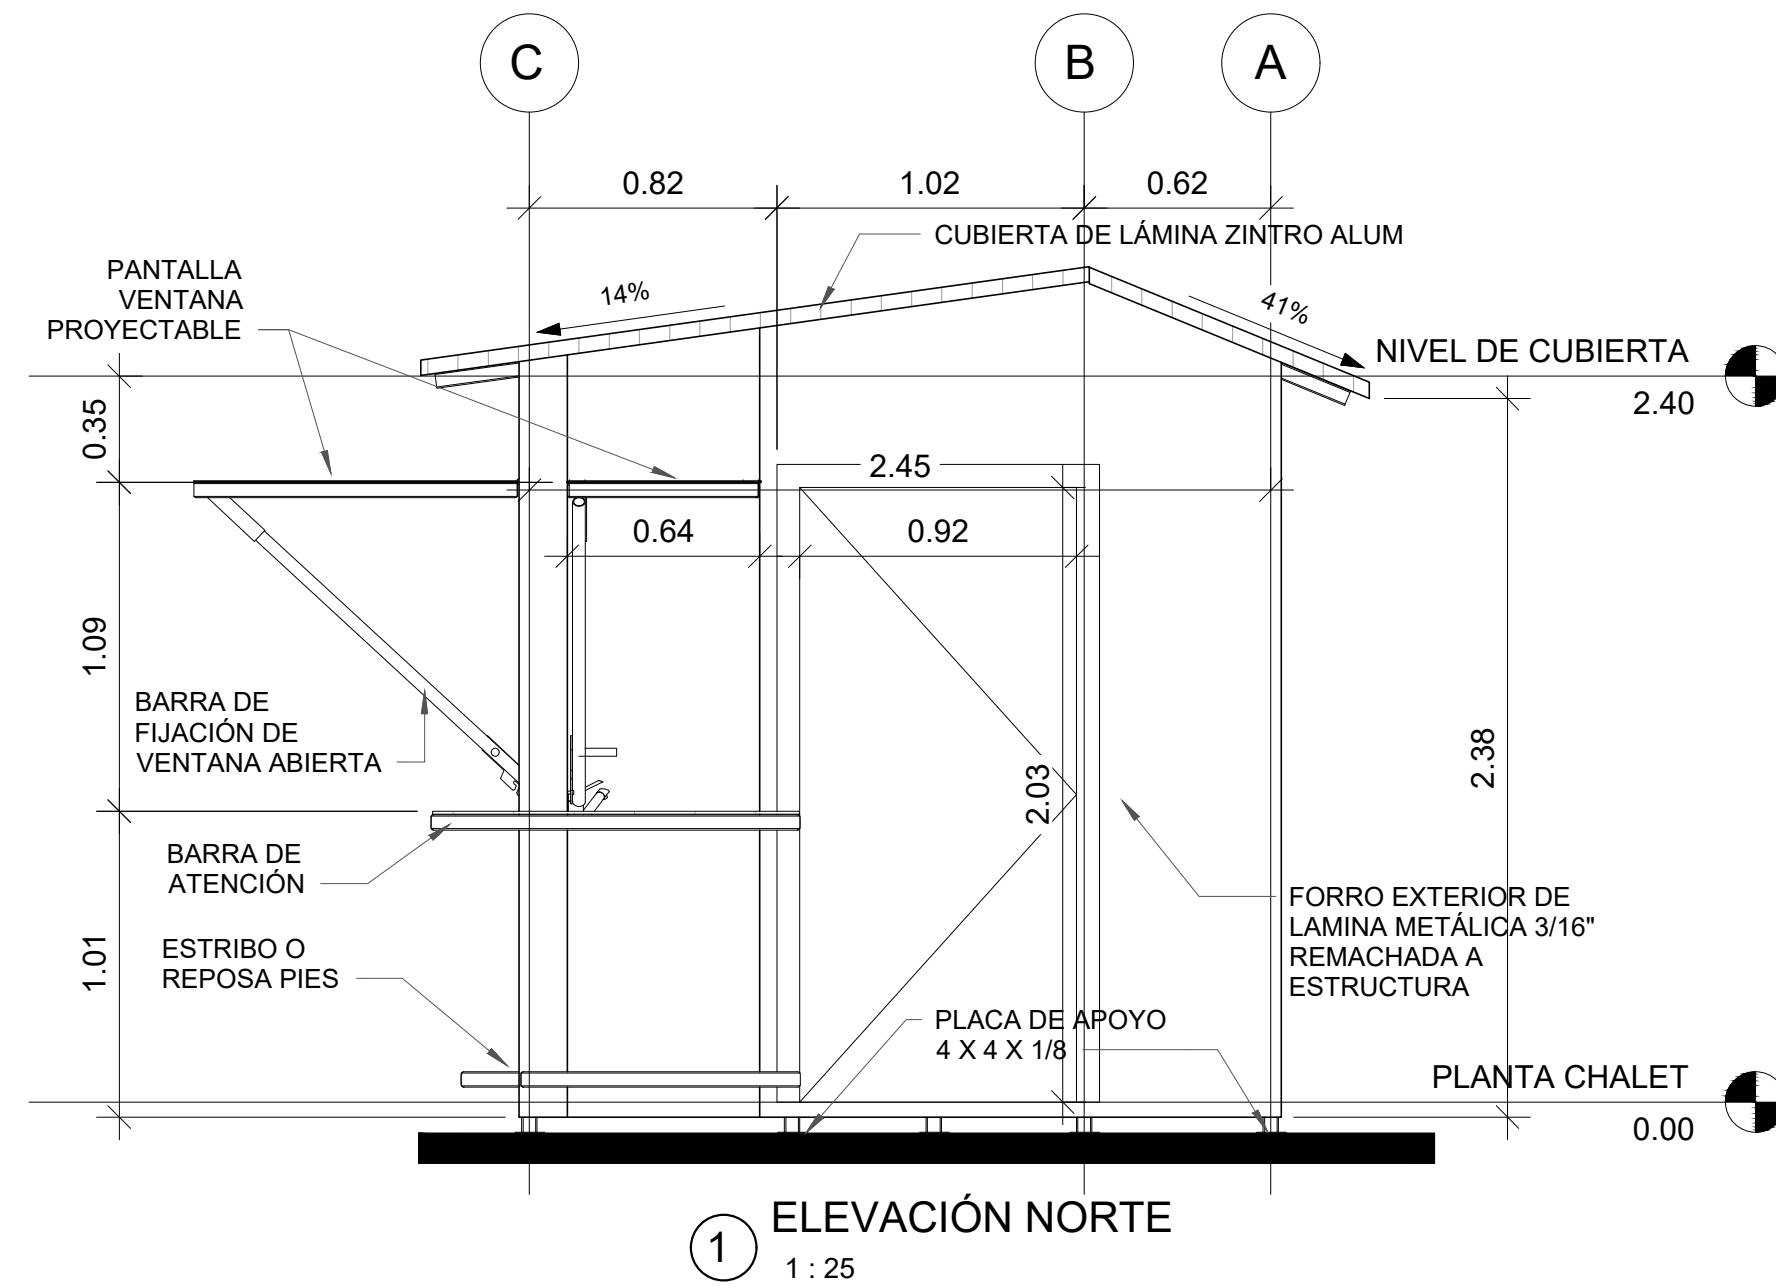 C
B
A
0.82
1.02
0.62
CUBIERTA DE LÁMINA ZINTRO ALUM
PANTALLA
VENTANA
PROYECTABLE
14%
41%
NIVEL DE CUBIERTA
2.40
0.35
2.45
0.64
0.92
1.09
BARRA DE
FIJACIÓN DE
VENTANA ABIERTA
2.03
2.38
BARRA DE
ATENCIÓN
FORRO EXTERIOR DE
LAMINA METÁLICA 3/16"
REMACHADA A
ESTRUCTURA
1.01
ESTRIBO O
REPOSA PIES
PLACA DE APOYO
4 X 4 X 1/8
PLANTA CHALET
0.00
1
ELEVACIÓN NORTE
1 : 25